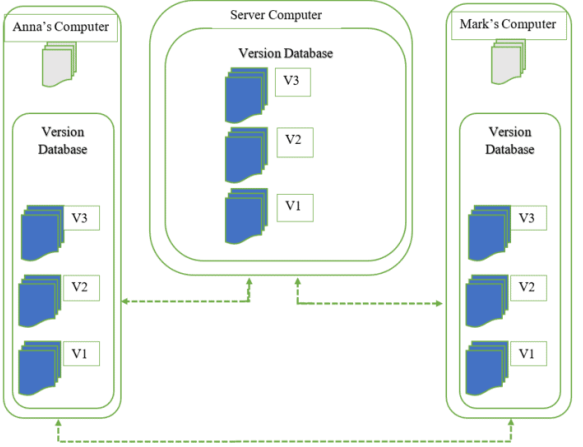 Anna's Computer
Version
Database
V3
V2
V1
Server Computer
Version Database
V3
V2
V1
Mark's Computer
Version
Database
V3
V2
V1